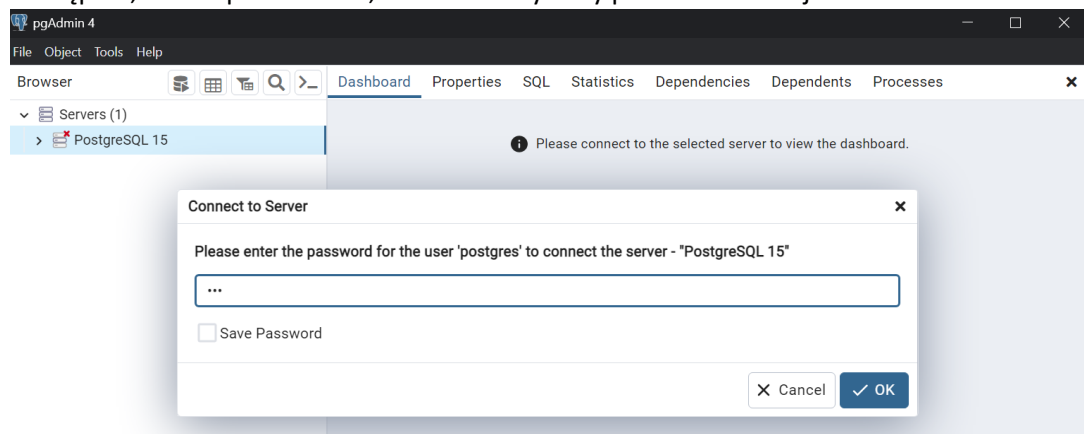 pgAdmin 4
File Object Tools Help
Browser Dashboard Properties SQL Statistics Dependencies Dependents Processes
Servers (1)
PostgreSQL 15
Please connect to the selected server to view the dashboard.
Connect to Server
Please enter the password for the user 'postgres' to connect the server - "PostgreSQL 15"
•••
Save Password
Cancel OK